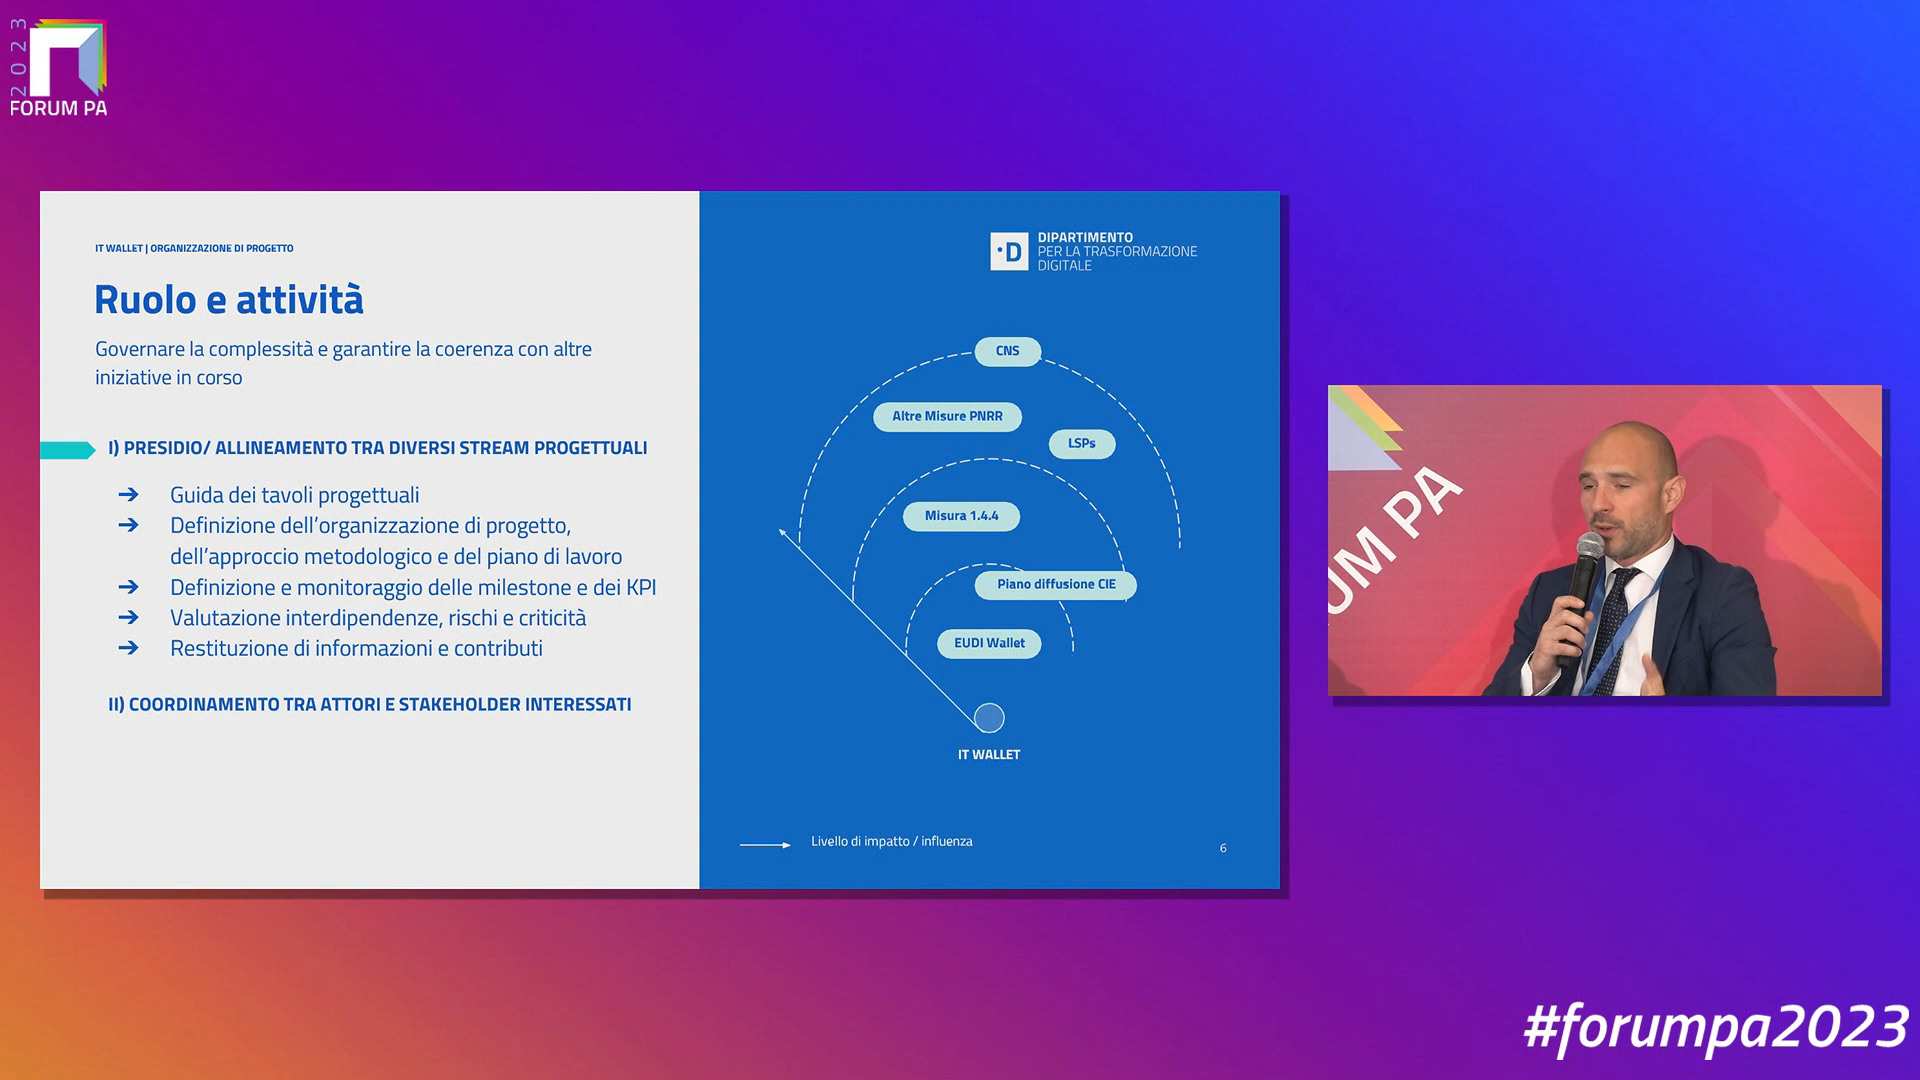 2023
FORUM PA
IT WALLET | ORGANIZZAZIONE DI PROGETTO
Ruolo e attività
Governare la complessità e garantire la coerenza con altre
iniziative in corso
I) PRESIDIO/ ALLINEAMENTO TRA DIVERSI STREAM PROGETTUALI
➔ Guida dei tavoli progettuali
➔ Definizione dell’organizzazione di progetto,
dell’approccio metodologico e del piano di lavoro
➔ Definizione e monitoraggio delle milestone e dei KPI
➔ Valutazione interdipendenze, rischi e criticità
➔ Restituzione di informazioni e contributi
II) COORDINAMENTO TRA ATTORI E STAKEHOLDER INTERESSATI
·D
DIPARTIMENTO
PER LA TRASFORMAZIONE
DIGITALE
CNS
Altre Misure PNRR
LSPs
Misura 1.4.4
Piano diffusione CIE
EUDI Wallet
IT WALLET
Livello di impatto / influenza
6
UM PA
#forumpa2023